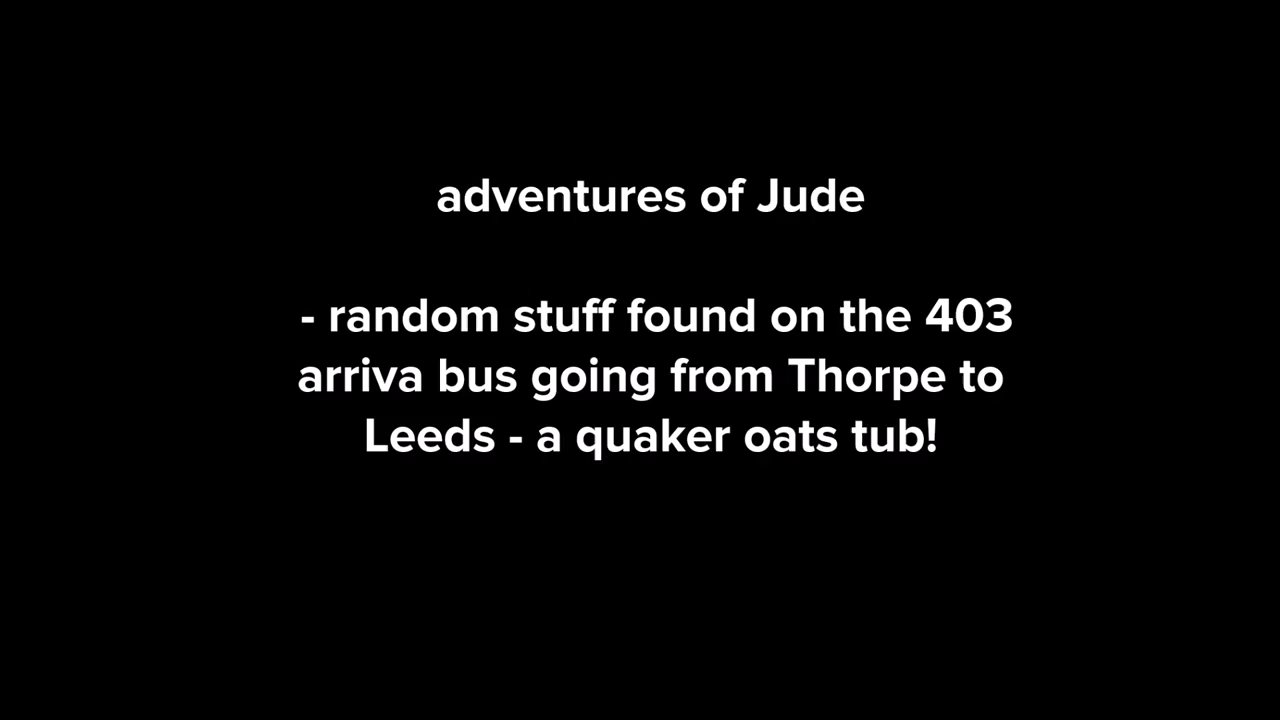 adventures of Jude
- random stuff found on the 403
arriva bus going from Thorpe to
Leeds - a quaker oats tub!